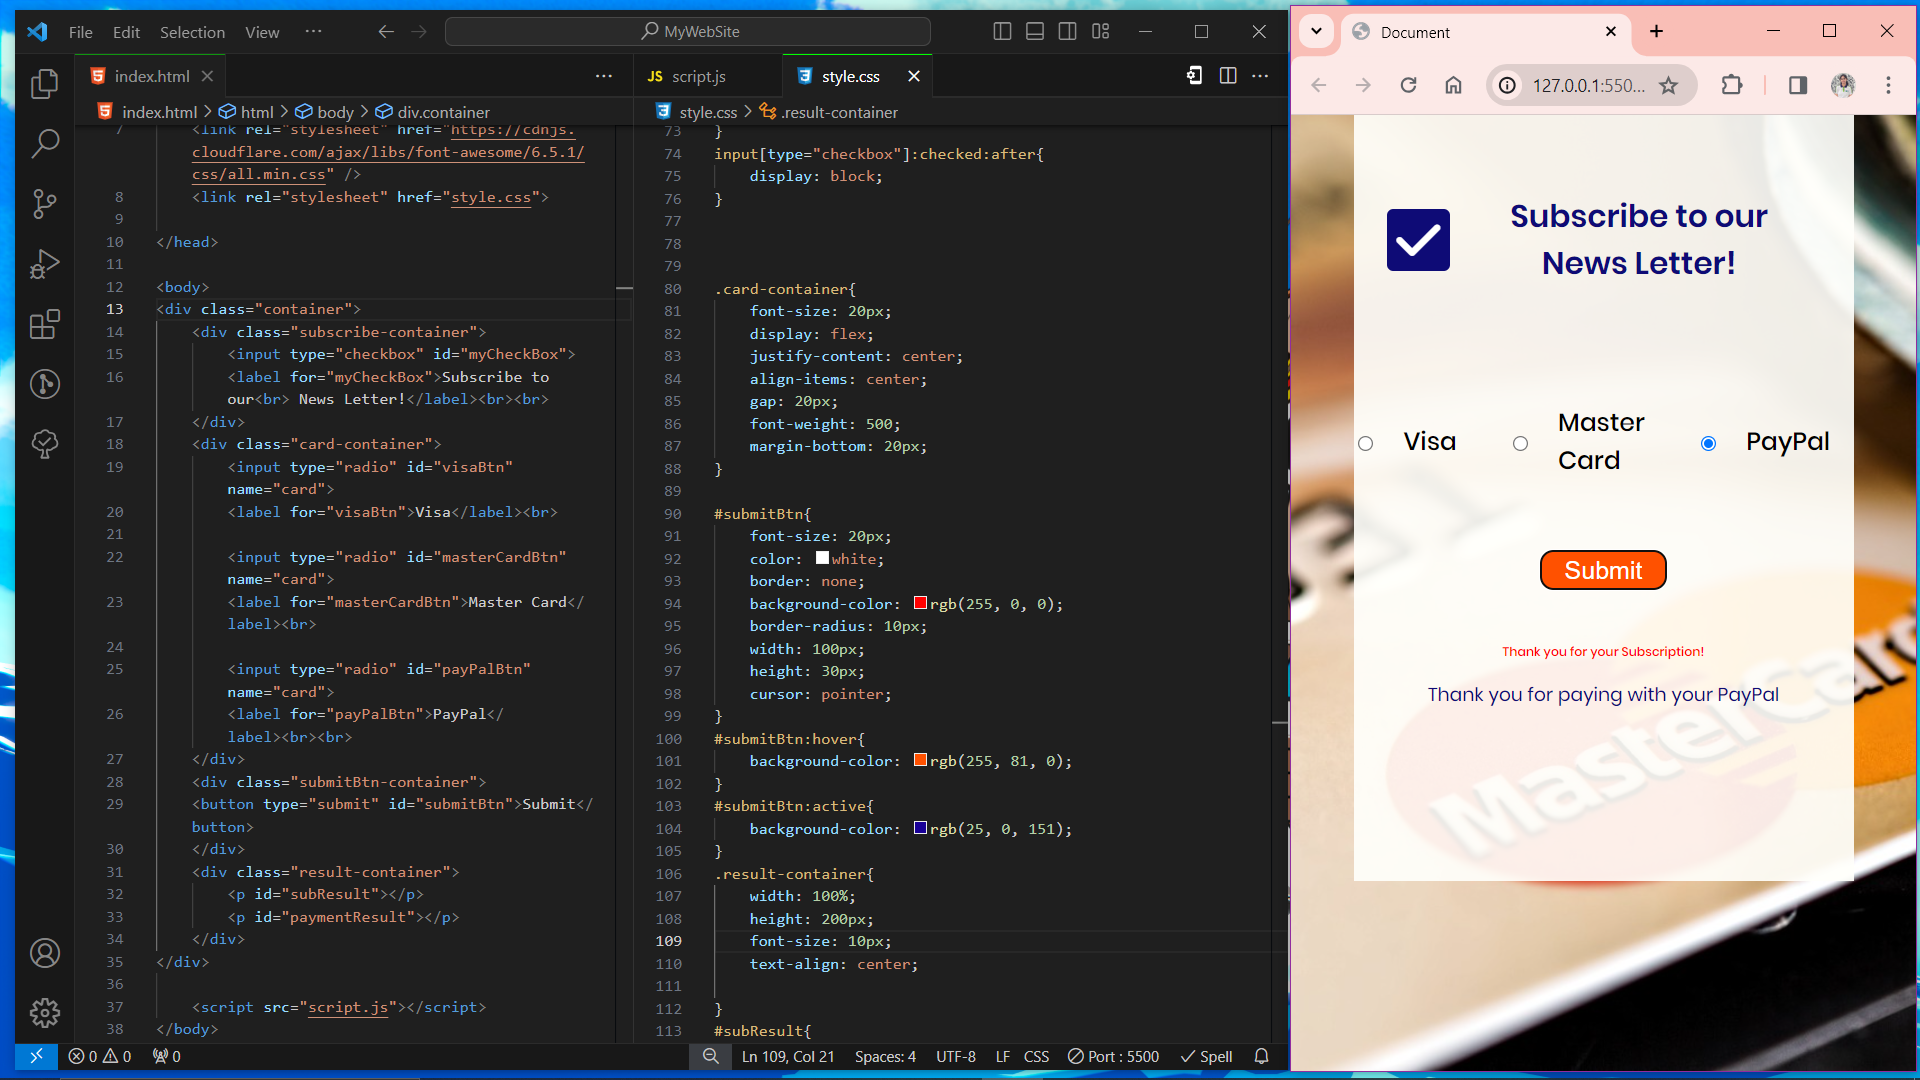 File Edit Selection View ··· MyWebSite
index.html ···
index.html > html > body > div.container
7 <link rel="stylesheet" href="https://cdnjs.
cloudflare.com/ajax/libs/font-awesome/6.5.1/
css/all.min.css" />
8 <link rel="stylesheet" href="style.css">
9
10 </head>
11
12 <body>
13 <div class="container">
14 <div class="subscribe-container">
15 <input type="checkbox" id="myCheckBox">
16 <label for="myCheckBox">Subscribe to
our<br> News Letter!</label><br><br>
17 </div>
18 <div class="card-container">
19 <input type="radio" id="visaBtn"
name="card">
20 <label for="visaBtn">Visa</label><br>
21
22 <input type="radio" id="masterCardBtn"
name="card">
23 <label for="masterCardBtn">Master Card</
label><br>
24
25 <input type="radio" id="payPalBtn"
name="card">
26 <label for="payPalBtn">PayPal</
label><br><br>
27 </div>
28 <div class="submitBtn-container">
29 <button type="submit" id="submitBtn">Submit</
button>
30 </div>
31 <div class="result-container">
32 <p id="subResult"></p>
33 <p id="paymentResult"></p>
34 </div>
35 </div>
36
37 <script src="script.js"></script>
38 </body>
JS script.js style.css ···
style.css > .result-container
73 }
74 input[type="checkbox"]:checked:after{
75 display: block;
76 }
77
78
79
80 .card-container{
81 font-size: 20px;
82 display: flex;
83 justify-content: center;
84 align-items: center;
85 gap: 20px;
86 font-weight: 500;
87 margin-bottom: 20px;
88 }
89
90 #submitBtn{
91 font-size: 20px;
92 color: white;
93 border: none;
94 background-color: rgb(255, 0, 0);
95 border-radius: 10px;
96 width: 100px;
97 height: 30px;
98 cursor: pointer;
99 }
100 #submitBtn:hover{
101 background-color: rgb(255, 81, 0);
102 }
103 #submitBtn:active{
104 background-color: rgb(25, 0, 151);
105 }
106 .result-container{
107 width: 100%;
108 height: 200px;
109 font-size: 10px;
110 text-align: center;
111
112 }
113 #subResult{
0 0 0 Ln 109, Col 21 Spaces: 4 UTF-8 LF CSS Port : 5500 Spell
Document
127.0.0.1:550...
Subscribe to our
News Letter!
Visa
Master
Card
PayPal
Submit
Thank you for your Subscription!
Thank you for paying with your PayPal
MasterCard